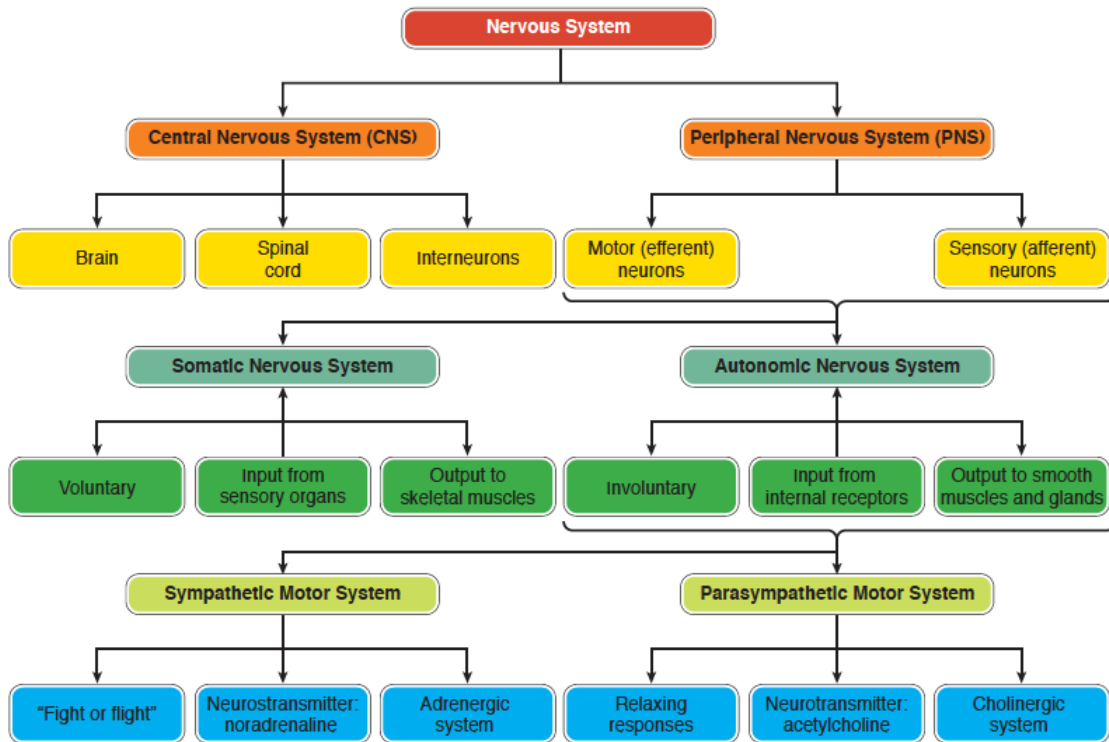 Nervous System
Central Nervous System (CNS)
Peripheral Nervous System (PNS)
Brain
Spinal
cord
Interneurons
Motor (efferent)
neurons
Sensory (afferent)
neurons
Somatic Nervous System
Autonomic Nervous System
Voluntary
Input from
sensory organs
Output to
skeletal muscles
Involuntary
Input from
internal receptors
Output to smooth
muscles and glands
Sympathetic Motor System
Parasympathetic Motor System
“Fight or flight”
Neurostransmitter:
noradrenaline
Adrenergic
system
Relaxing
responses
Neurotransmitter:
acetylcholine
Cholinergic
system